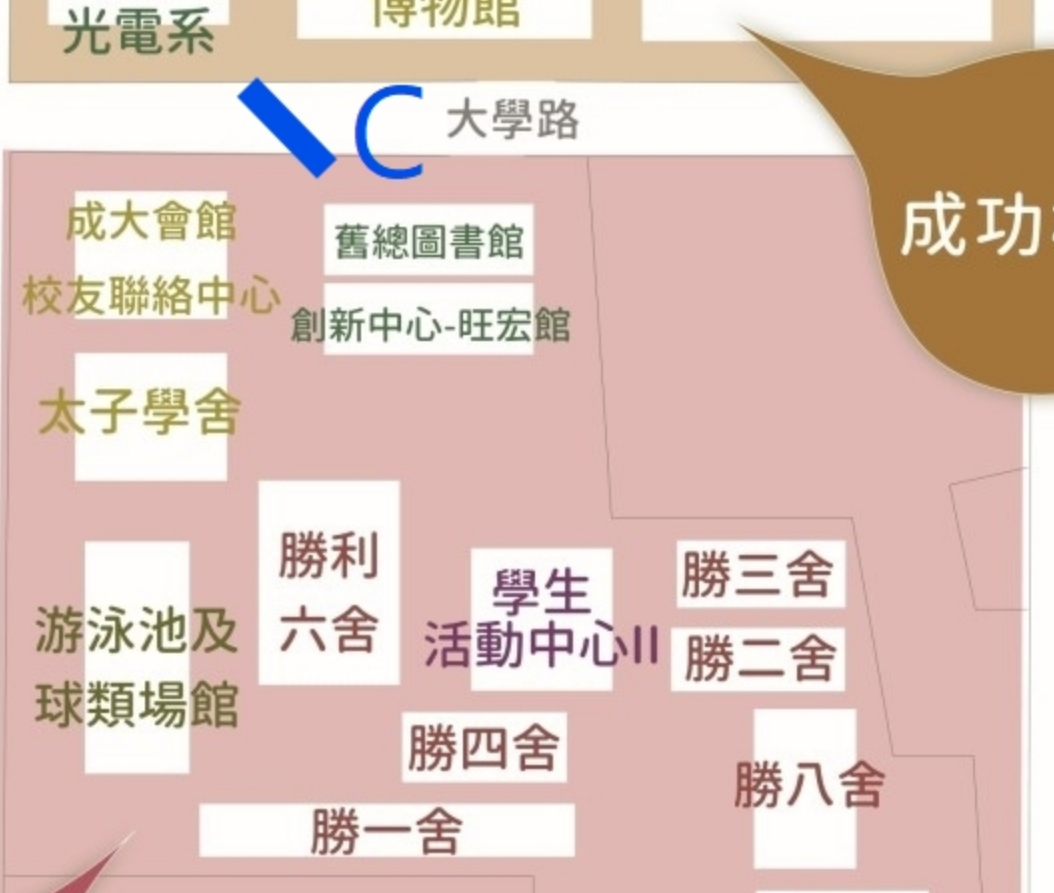 光電系
博物館
C
大學路
成功
成大會館
校友聯絡中心
舊總圖書館
創新中心-旺宏館
太子學舍
勝利
六舍
學生
活動中心II
勝三舍
勝二舍
游泳池及
球類場館
勝四舍
勝八舍
勝一舍